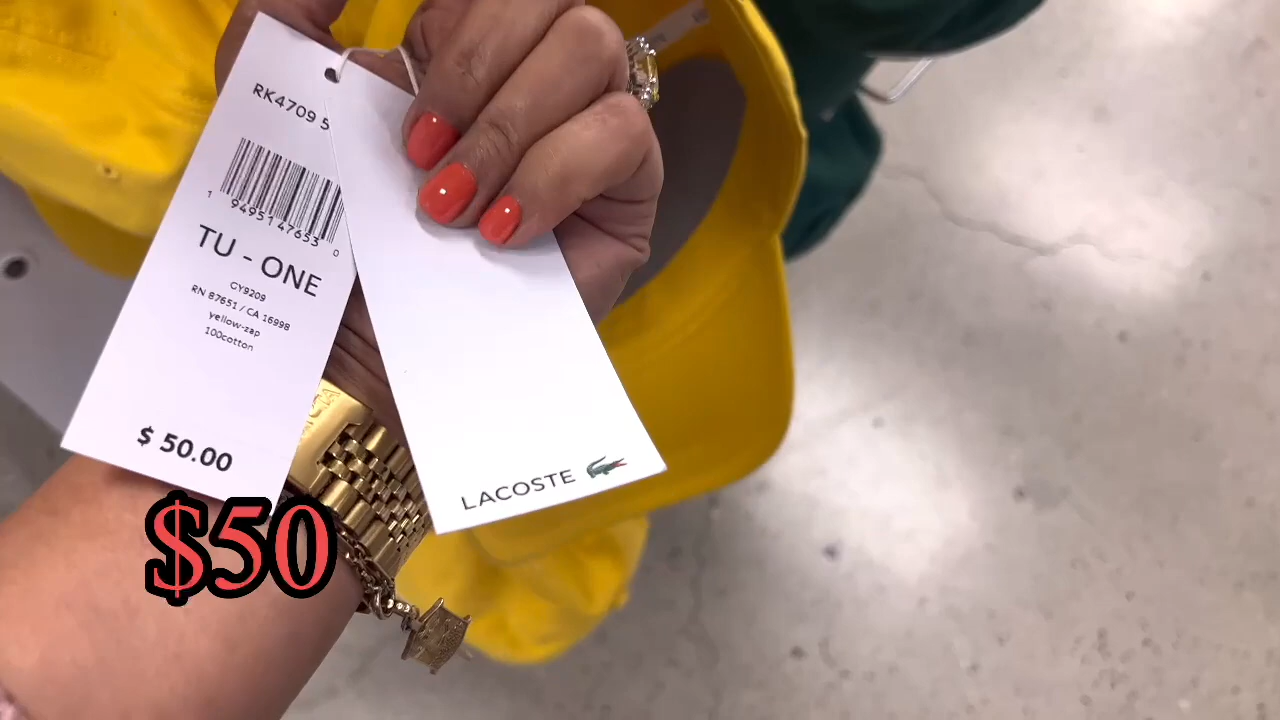 RK4709 5
1 94951 47653 0
TU - ONE
CY9209
RN 87651 / CA 16998
yellow-zap
100cotton
$ 50.00
LACOSTE
$50